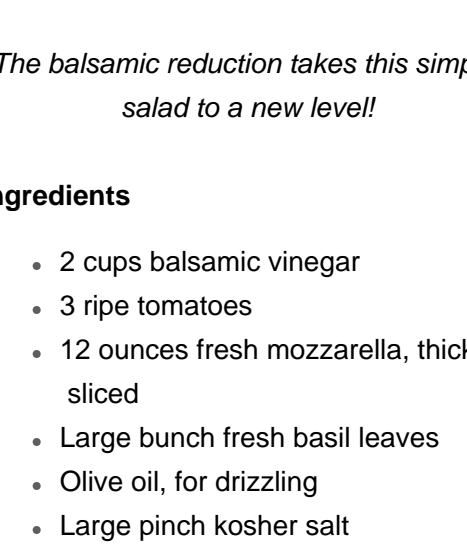 The balsamic reduction takes this simp
salad to a new level!
ngredients
2 cups balsamic vinegar
3 ripe tomatoes
12 ounces fresh mozzarella, thick
sliced
Large bunch fresh basil leaves
Olive oil, for drizzling
Large pinch kosher salt